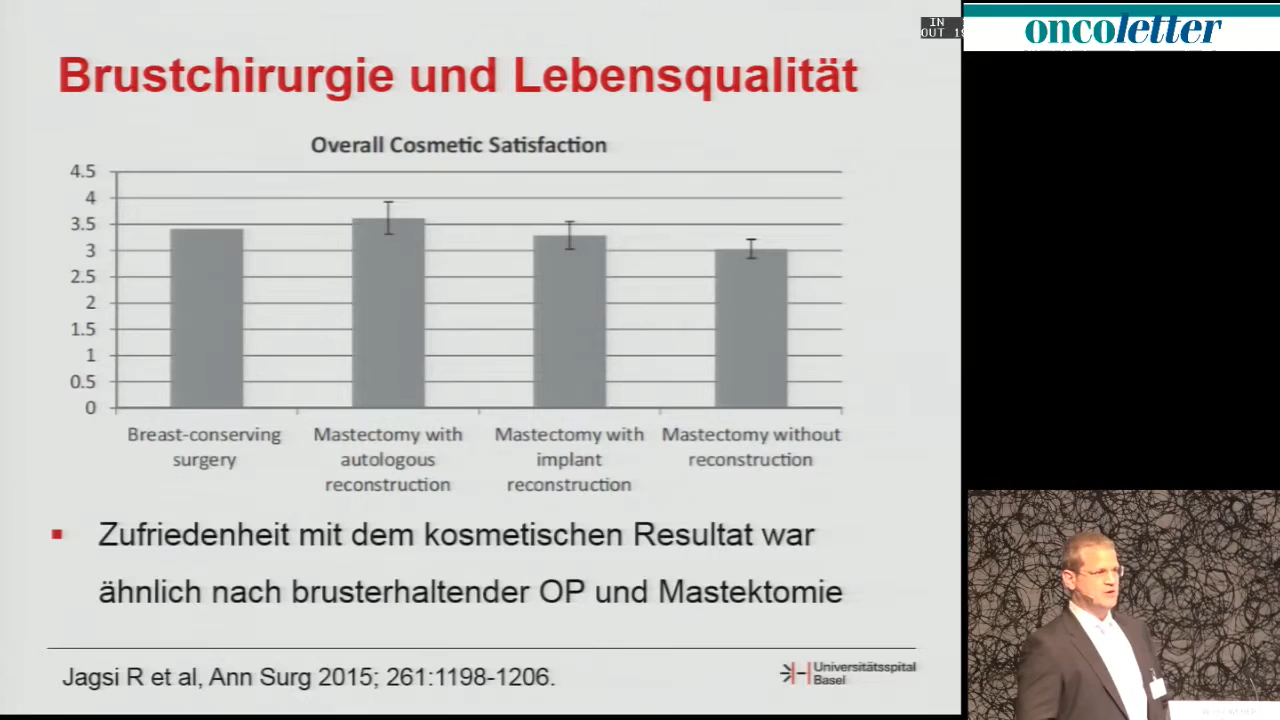 IN
OUT
oncoletter
Brustchirurgie und Lebensqualität
Overall Cosmetic Satisfaction
4.5
4
3.5
3
2.5
2
1.5
1
0.5
0
Breast-conserving
surgery
Mastectomy with
autologous
reconstruction
Mastectomy with
implant
reconstruction
Mastectomy without
reconstruction
Zufriedenheit mit dem kosmetischen Resultat war
ähnlich nach brusterhaltender OP und Mastektomie
Jagsi R et al, Ann Surg 2015; 261:1198-1206.
Universitätsspital
Basel